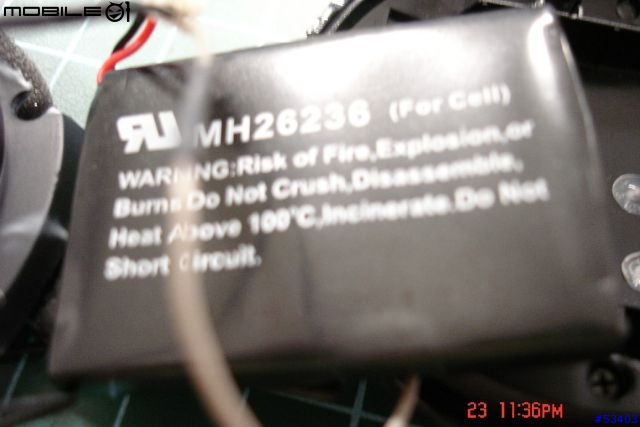 MOBILE01
MH26236 (For Cell)
WARNING:Risk of Fire,Explosion,or
Burns Do Not Crush,Disassemble,
Heat Above 100°C,Incinerate.Do Not
Short Circuit.
23 11:36PM
#53403